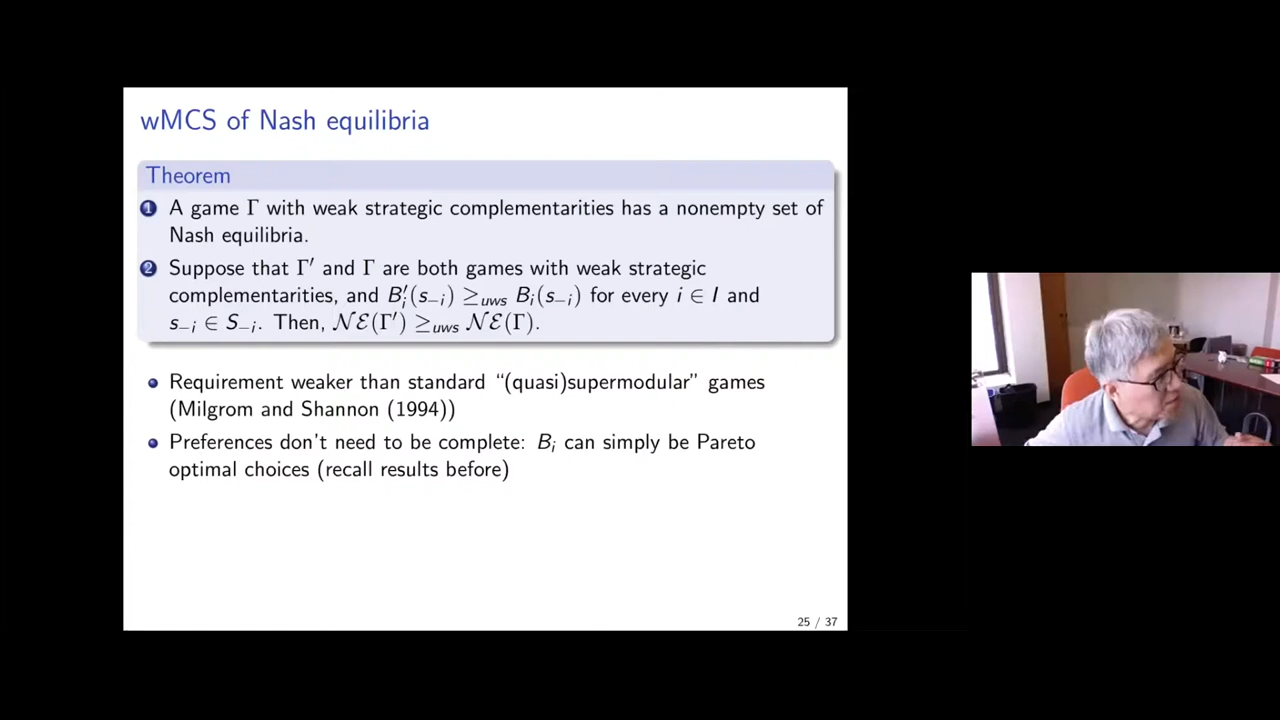 wMCS of Nash equilibria
Theorem
1 A game Γ with weak strategic complementarities has a nonempty set of
Nash equilibria.
2 Suppose that Γ′ and Γ are both games with weak strategic
complementarities, and B′ᵢ(s₋ᵢ) ≥uws Bᵢ(s₋ᵢ) for every i ∈ I and
s₋ᵢ ∈ S₋ᵢ. Then, 𝒩ℰ(Γ′) ≥uws 𝒩ℰ(Γ).
• Requirement weaker than standard “(quasi)supermodular” games
(Milgrom and Shannon (1994))
• Preferences don’t need to be complete: Bᵢ can simply be Pareto
optimal choices (recall results before)
25 / 37